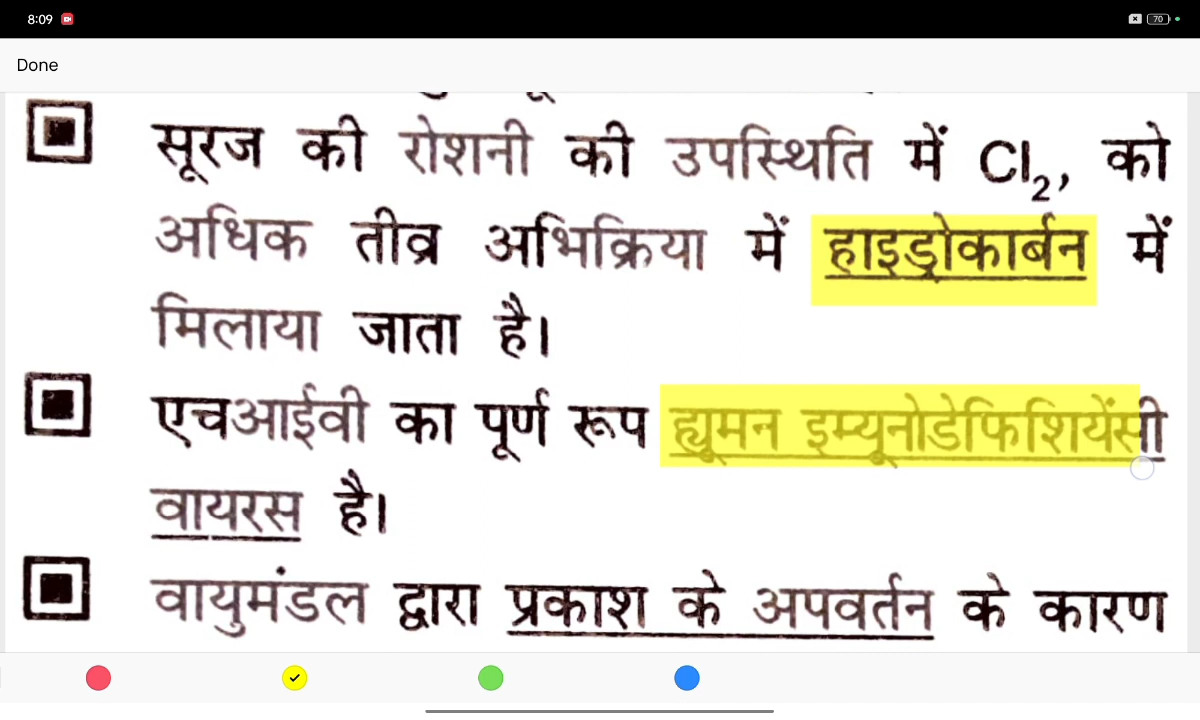 8:09
70
Done
सूरज की रोशनी की उपस्थिति में Cl₂, को
अधिक तीव्र अभिक्रिया में हाइड्रोकार्बन में
मिलाया जाता है।
एचआईवी का पूर्ण रूप ह्यूमन इम्यूनोडेफिशियेंसी
वायरस है।
वायुमंडल द्वारा प्रकाश के अपवर्तन के कारण